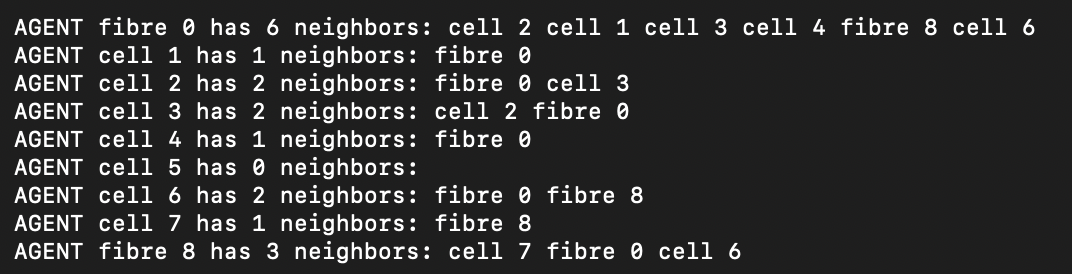 AGENT fibre 0 has 6 neighbors: cell 2 cell 1 cell 3 cell 4 fibre 8 cell 6
AGENT cell 1 has 1 neighbors: fibre 0
AGENT cell 2 has 2 neighbors: fibre 0 cell 3
AGENT cell 3 has 2 neighbors: cell 2 fibre 0
AGENT cell 4 has 1 neighbors: fibre 0
AGENT cell 5 has 0 neighbors:
AGENT cell 6 has 2 neighbors: fibre 0 fibre 8
AGENT cell 7 has 1 neighbors: fibre 8
AGENT fibre 8 has 3 neighbors: cell 7 fibre 0 cell 6